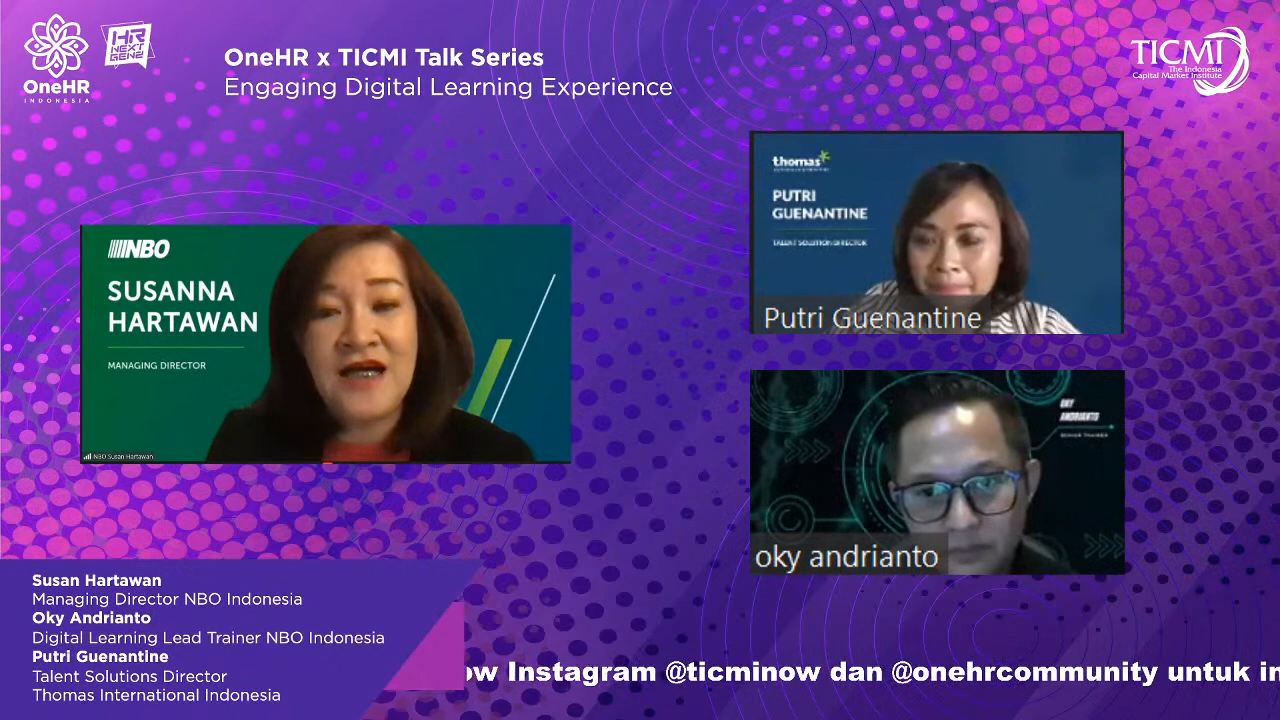 OneHR
INDONESIA
HR
NEXT
GENZ
OneHR x TICMI Talk Series
Engaging Digital Learning Experience
TICMI
The Indonesia
Capital Market Institute
NBO
SUSANNA
HARTAWAN
MANAGING DIRECTOR
NBO Susan Hartawan
thomas
PUTRI
GUENANTINE
TALENT SOLUTION DIRECTOR
Putri Guenantine
OKY
ANDRIANTO
SENIOR TRAINER
oky andrianto
Susan Hartawan
Managing Director NBO Indonesia
Oky Andrianto
Digital Learning Lead Trainer NBO Indonesia
Putri Guenantine
Talent Solutions Director
Thomas International Indonesia
ow Instagram @ticminow dan @onehrcommunity untuk in